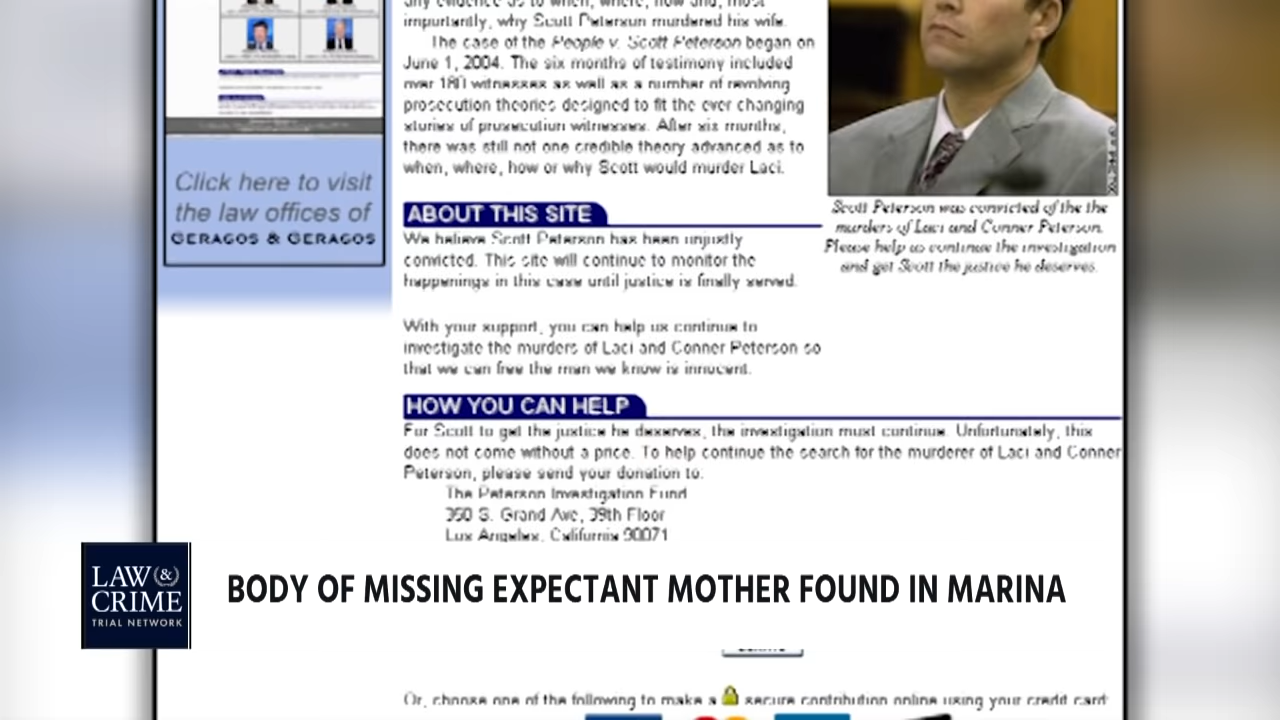 any evidence as to when, where, how and, most
importantly, why Scott Peterson murdered his wife.
The case of the People v. Scott Peterson began on
June 1, 2004. The six months of testimony included
over 180 witnesses as well as a number of revolving
prosecution theories designed to fit the ever changing
stories of prosecution witnesses. After six months,
there was still not one credible theory advanced as to
when, where, how or why Scott would murder Laci.
Click here to visit
the law offices of
GERAGOS & GERAGOS
ABOUT THIS SITE
We believe Scott Peterson has been unjustly
convicted. This site will continue to monitor the
happenings in this case until justice is finally served.
With your support, you can help us continue to
investigate the murders of Laci and Conner Peterson so
that we can free the man we know is innocent.
Scott Peterson was convicted of the the
murders of Laci and Conner Peterson.
Please help us continue the investigation
and get Scott the justice he deserves.
HOW YOU CAN HELP
For Scott to get the justice he deserves, the investigation must continue. Unfortunately, this
does not come without a price. To help continue the search for the murderer of Laci and Conner
Peterson, please send your donation to:
The Peterson Investigation Fund
350 S. Grand Ave, 39th Floor
Los Angeles, California 90071
LAW &
CRIME
TRIAL NETWORK
BODY OF MISSING EXPECTANT MOTHER FOUND IN MARINA
Or, choose one of the following to make a secure contribution online using your credit card: